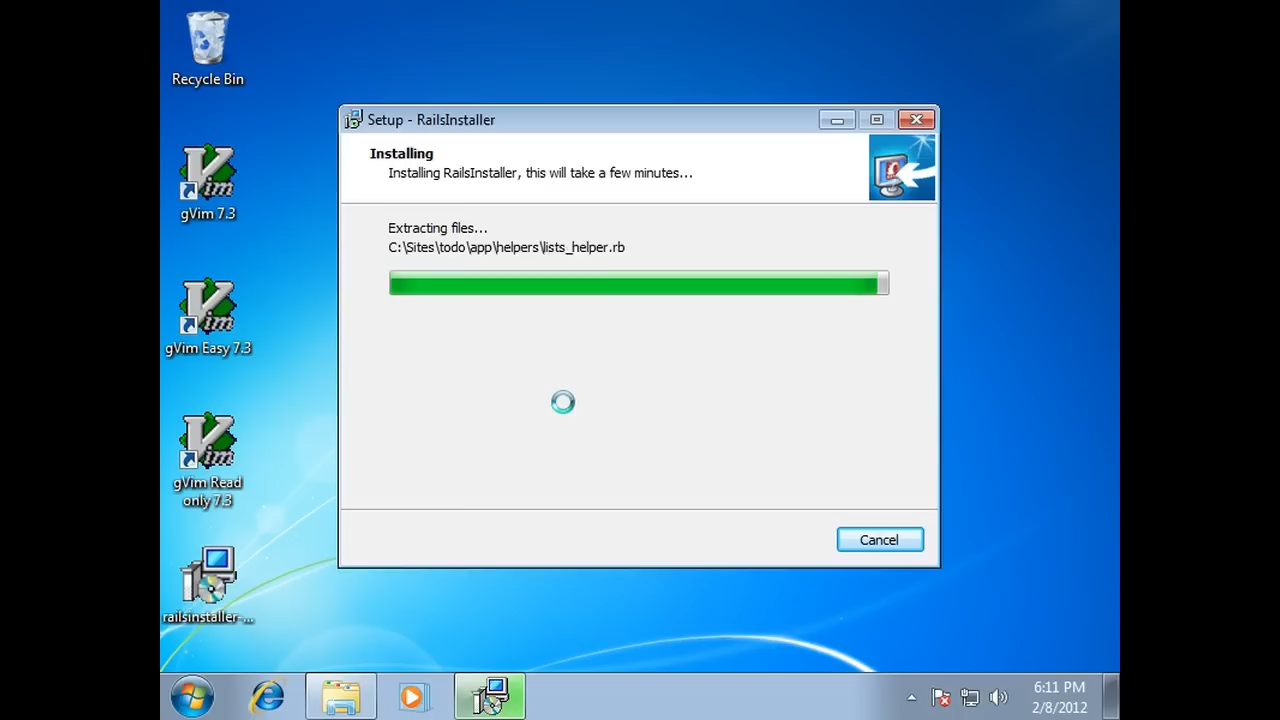 Recycle Bin
gVim 7.3
gVim Easy 7.3
gVim Read
only 7.3
railsinstaller-...
Setup - RailsInstaller
Installing
Installing RailsInstaller, this will take a few minutes...
Extracting files...
C:\Sites\todo\app\helpers\lists_helper.rb
Cancel
6:11 PM
2/8/2012